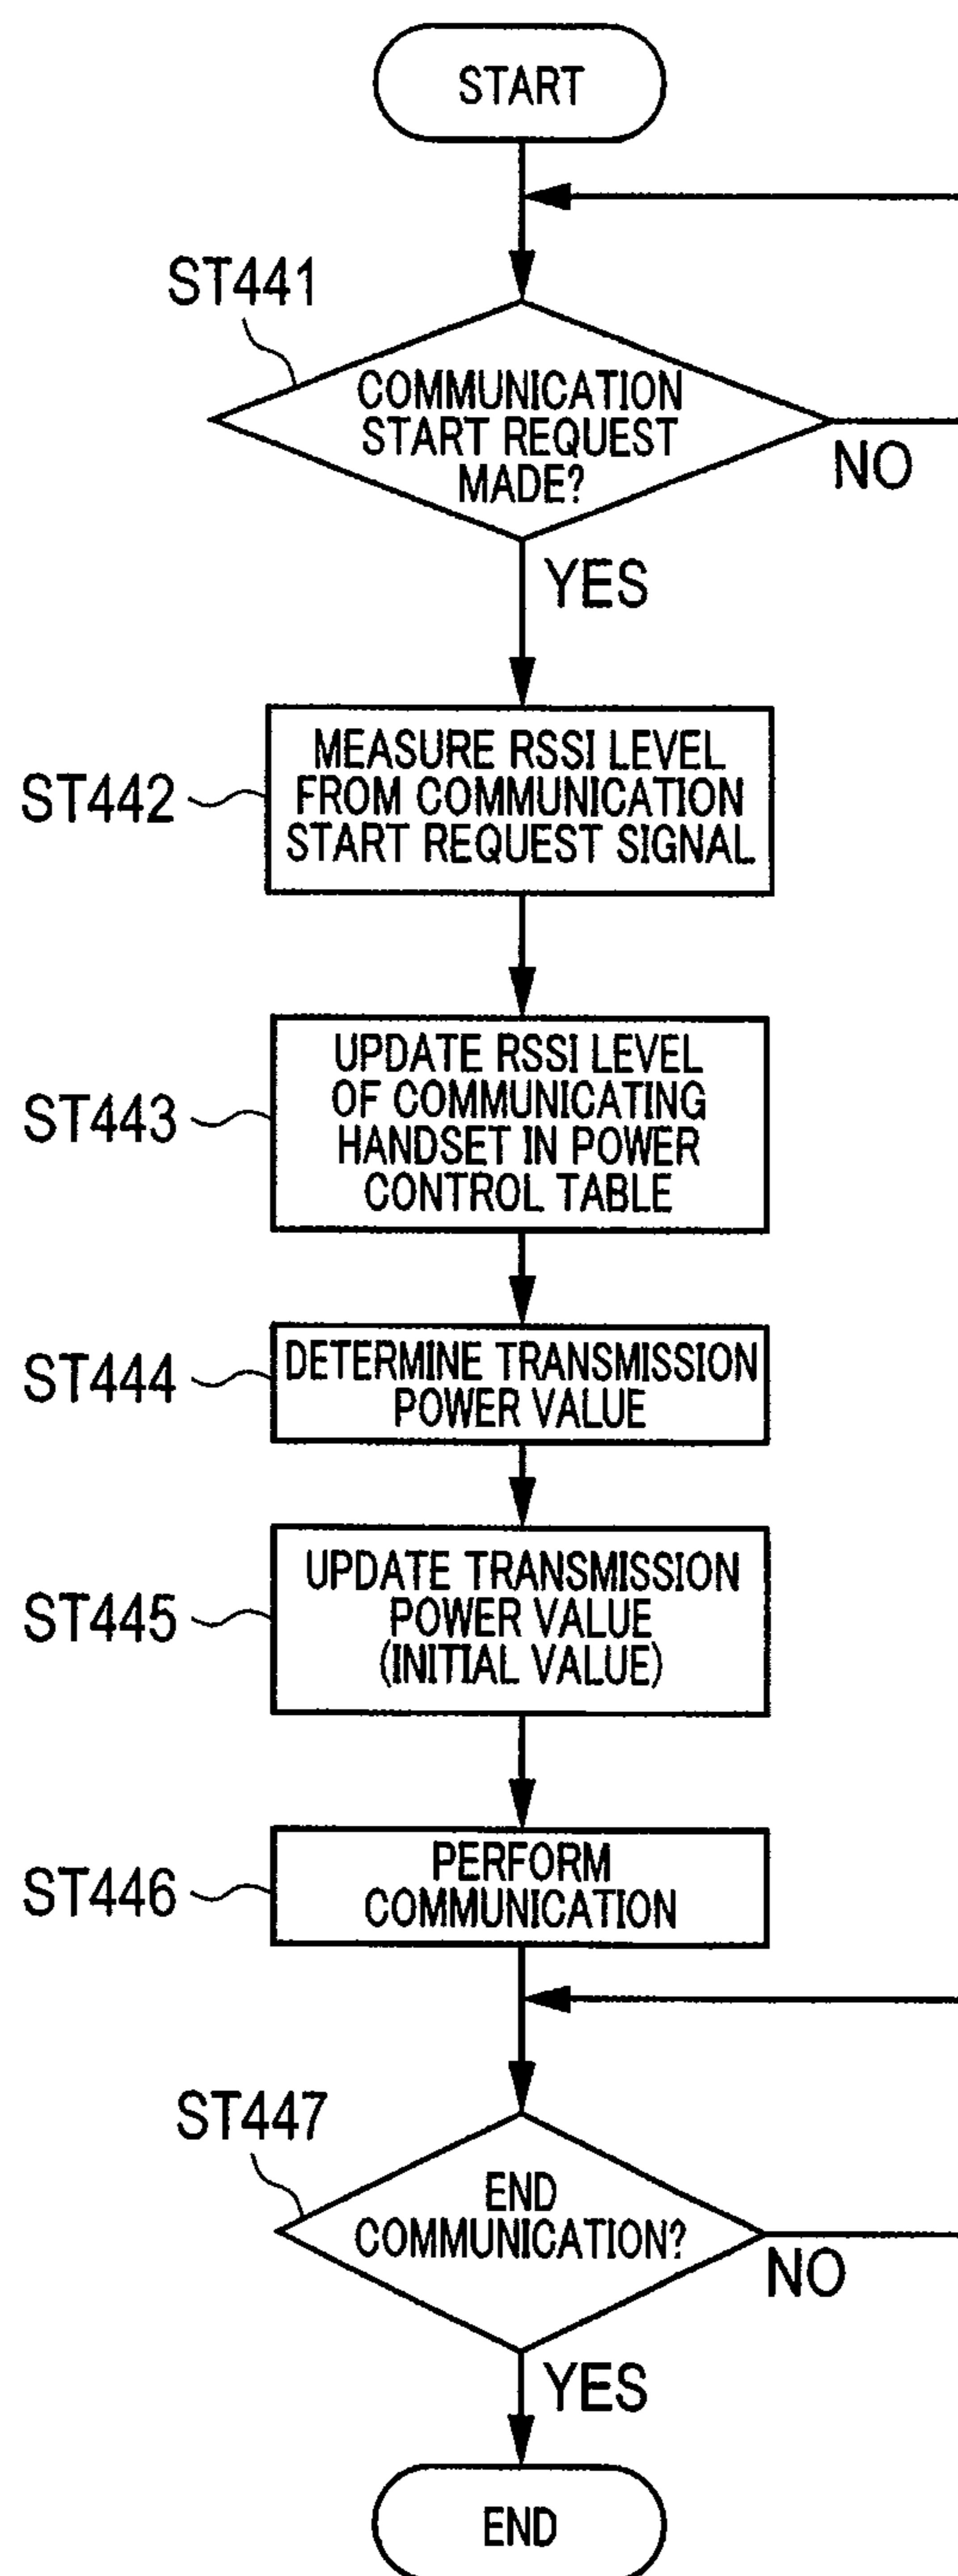 START
ST441
COMMUNICATION
START REQUEST
MADE?
NO
YES
ST442
MEASURE RSSI LEVEL
FROM COMMUNICATION
START REQUEST SIGNAL
ST443
UPDATE RSSI LEVEL
OF COMMUNICATING
HANDSET IN POWER
CONTROL TABLE
ST444
DETERMINE TRANSMISSION
POWER VALUE
ST445
UPDATE TRANSMISSION
POWER VALUE
(INITIAL VALUE)
ST446
PERFORM
COMMUNICATION
ST447
END
COMMUNICATION?
NO
YES
END